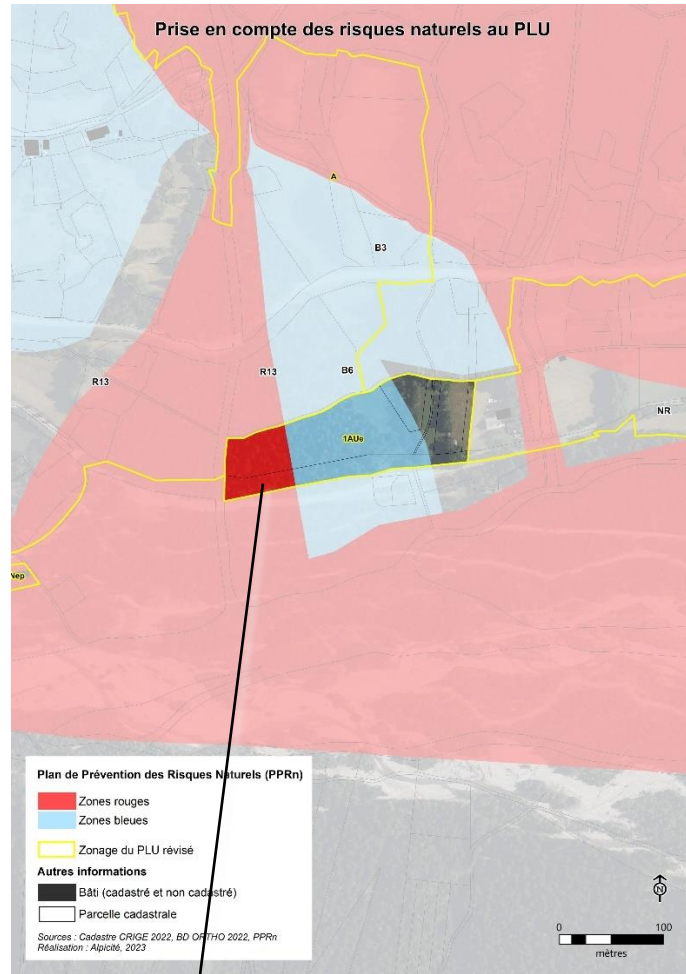 Prise en compte des risques naturels au PLU
A
B3
R13
R13
B6
NR
1AUe
Nep
Plan de Prévention des Risques Naturels (PPRn)
Zones rouges
Zones bleues
Zonage du PLU révisé
Autres informations
Bâti (cadastré et non cadastré)
Parcelle cadastrale
Sources : Cadastre CRIGE 2022, BD ORTHO 2022, PPRn
Réalisation : Alpicité, 2023
N
0 100
mètres